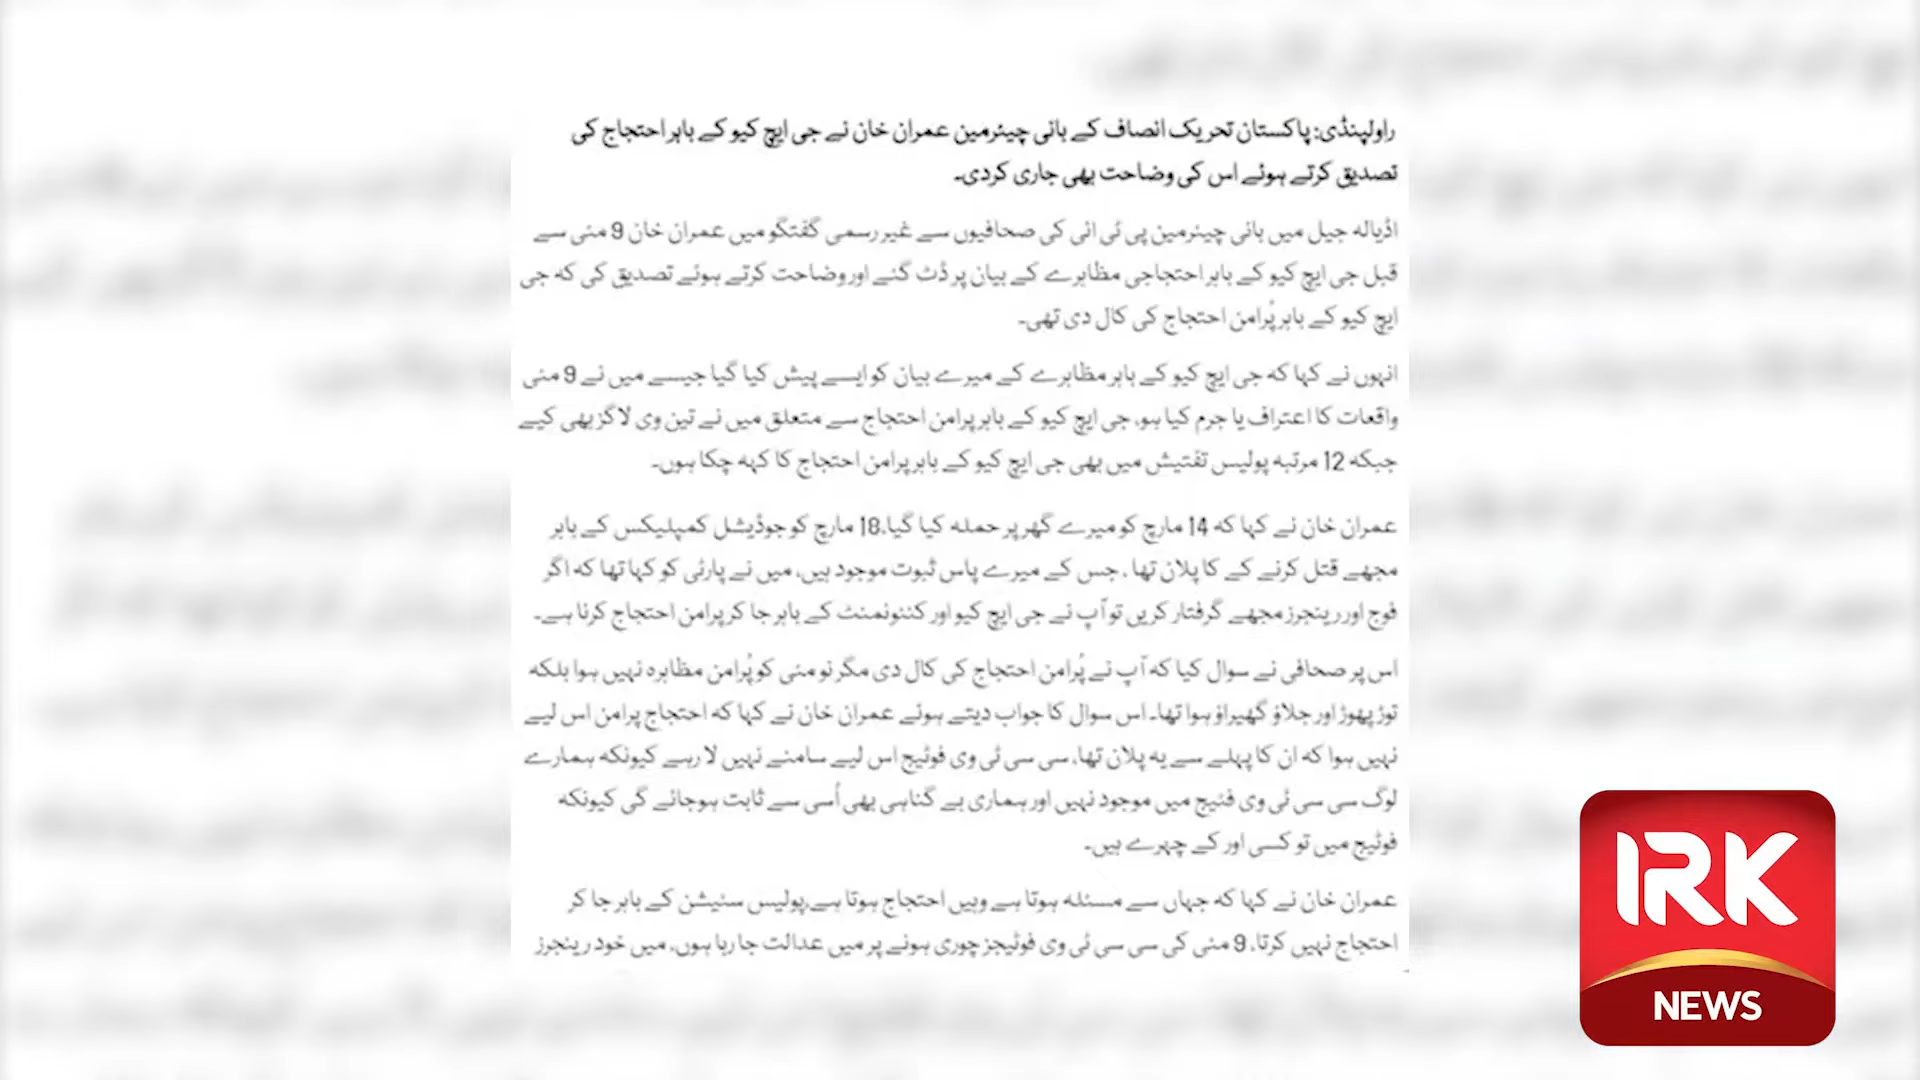 راولپنڈی: پاکستان تحریک انصاف کے بانی چیئرمین عمران خان نے جی ایچ کیو کے باہر احتجاج کی
تصدیق کرتے ہوئے اس کی وضاحت بھی جاری کردی۔
اڈیالہ جیل میں بانی چیئرمین پی ٹی آئی کی صحافیوں سے غیر رسمی گفتگو میں عمران خان 9 مئی سے
قبل جی ایچ کیو کے باہر احتجاجی مظاہرے کے بیان پر ڈٹ گئے اور وضاحت کرتے ہوئے تصدیق کی کہ جی
ایچ کیو کے باہر پُرامن احتجاج کی کال دی تھی۔
انہوں نے کہا کہ جی ایچ کیو کے باہر مظاہرے کے میرے بیان کو ایسے پیش کیا گیا جیسے میں نے 9 مئی
واقعات کا اعتراف یا جرم کیا ہو، جی ایچ کیو کے باہر پرامن احتجاج سے متعلق میں نے تین وی لاگز بھی کیے
جبکہ 12 مرتبہ پولیس تفتیش میں بھی جی ایچ کیو کے باہر پرامن احتجاج کا کہہ چکا ہوں۔
عمران خان نے کہا کہ 14 مارچ کو میرے گھر پر حملہ کیا گیا، 18 مارچ کو جوڈیشل کمپلیکس کے باہر
مجھے قتل کرنے کے کا پلان تھا، جس کے میرے پاس ثبوت موجود ہیں، میں نے پارٹی کو کہا تھا کہ اگر
فوج اور رینجرز مجھے گرفتار کریں تو آپ نے جی ایچ کیو اور کنٹونمنٹ کے باہر جا کر پرامن احتجاج کرنا ہے۔
اس پر صحافی نے سوال کیا کہ آپ نے پُرامن احتجاج کی کال دی مگر نو مئی کو پُرامن مظاہرہ نہیں ہوا بلکہ
توڑ پھوڑ اور جلاؤ گھیراؤ ہوا تھا۔ اس سوال کا جواب دیتے ہوئے عمران خان نے کہا کہ احتجاج پرامن اس لیے
نہیں ہوا کہ ان کا پہلے سے یہ پلان تھا، سی سی ٹی وی فوٹیج اس لیے سامنے نہیں لا رہے کیونکہ ہمارے
لوگ سی سی ٹی وی فٹیج میں موجود نہیں اور ہماری بے گناہی بھی اُسی سے ثابت ہوجائے گی کیونکہ
فوٹیج میں تو کسی اور کے چہرے ہیں۔
عمران خان نے کہا کہ جہاں سے مسئلہ ہوتا ہے وہیں احتجاج ہوتا ہے، پولیس سٹیشن کے باہر جا کر
احتجاج نہیں کرتا، 9 مئی کی سی سی ٹی وی فوٹیجز چوری ہونے پر میں عدالت جا رہا ہوں، میں خود رینجرز
IRK
NEWS